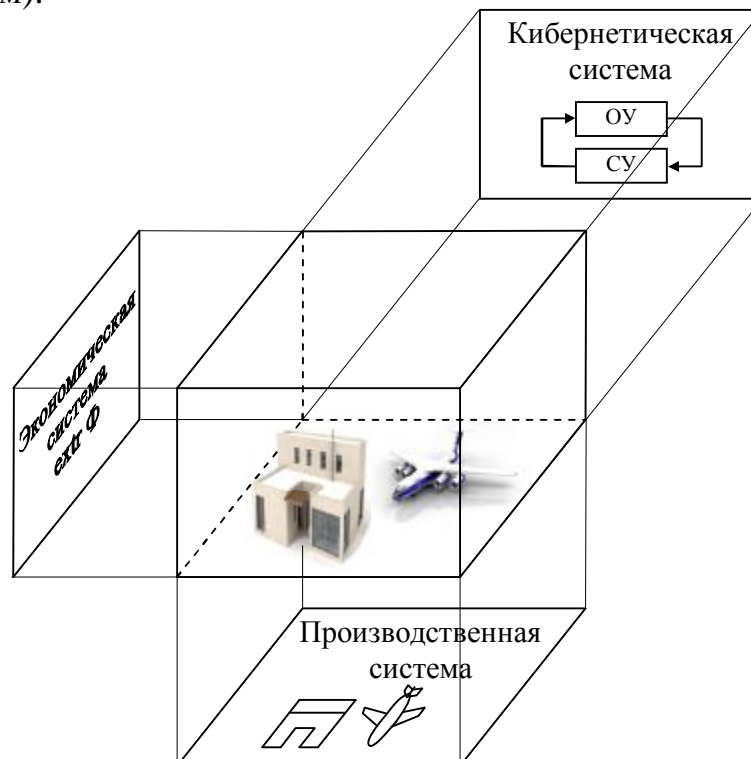 м).
Кибернетическая
система
ОУ
СУ
Экономическая
система
extr Ф
Производственная
система